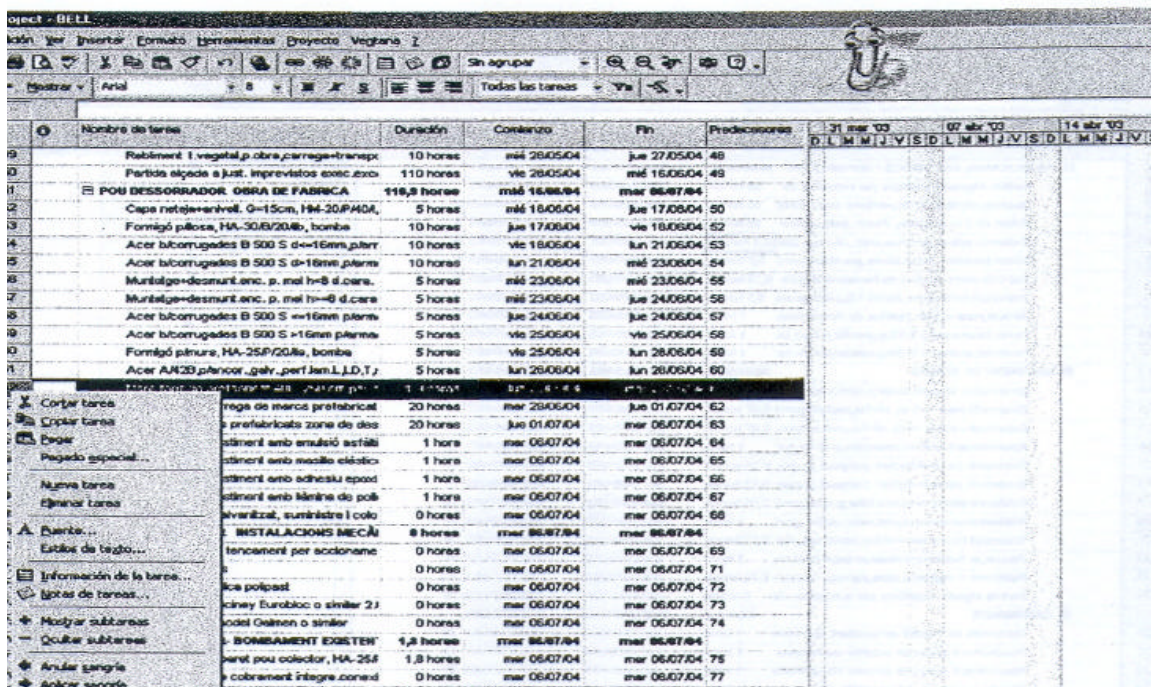 oject - BELL
ición Ver Insertar Formato Herramientas Proyecto Ventana ?
Sin agrupar
Mostrar Arial 8 N K S Todas las tareas
Nombre de tarea Duración Comienzo Fin Predecesores 31 mar '03 07 abr '03 14 abr '03
D L M M J V S D L M M J V S D L M M J V
Rebliment t.vegetal,p.obra,carrega+transpo 10 horas mié 26/05/04 jue 27/05/04 48
Partida alçada a just. imprevistos exec.exc 110 horas vie 28/05/04 mié 16/06/04 49
POU DESSORRADOR. OBRA DE FABRICA 116,8 horas mié 16/06/04 mar 06/07/04
Capa neteja+anivell. G=15cm, HM-20/P/40/I, 5 horas mié 16/06/04 jue 17/06/04 50
Formigó p/llosa, HA-30/B/20/IIb, bomba 10 horas jue 17/06/04 vie 18/06/04 52
Acer b/corrugades B 500 S d<=16mm,p/arm 10 horas vie 18/06/04 lun 21/06/04 53
Acer b/corrugades B 500 S d>16mm,p/arma 10 horas lun 21/06/04 mié 23/06/04 54
Muntatge+desmunt.enc. p. mel h<8 d.cara. 5 horas mié 23/06/04 mié 23/06/04 55
Muntatge+desmunt.enc. p. mel h>=8 d.cara 5 horas mié 23/06/04 jue 24/06/04 56
Acer b/corrugades B 500 S <=16mm p/arm 5 horas jue 24/06/04 jue 24/06/04 57
Acer b/corrugades B 500 S >16mm p/arma 5 horas vie 25/06/04 vie 25/06/04 58
Formigó p/murs, HA-25/P/20/IIa, bomba 5 horas vie 25/06/04 lun 28/06/04 59
Acer A/42B,p/ancor.,galv.,perf.lam.L,LD,T, 5 horas lun 28/06/04 lun 28/06/04 60
Cortar tarea rrega de marcs prefabricat 20 horas mar 29/06/04 jue 01/07/04 62
Copiar tarea s prefabricats zona de des 20 horas jue 01/07/04 mar 06/07/04 63
Pegar stiment amb emulsió asfàlti 1 hora mar 06/07/04 mar 06/07/04 64
Pegado especial... stiment amb masilla elástica 1 hora mar 06/07/04 mar 06/07/04 65
Nueva tarea stiment amb adhesiu epoxi 1 hora mar 06/07/04 mar 06/07/04 66
Eliminar tarea stiment amb làmina de poli 1 hora mar 06/07/04 mar 06/07/04 67
alvanitzat, suministre i colo 0 horas mar 06/07/04 mar 06/07/04 68
Fuente... INSTALACIONS MECÀ 0 horas mar 06/07/04 mar 06/07/04
Estilos de texto... tancament per accioname 0 horas mar 06/07/04 mar 06/07/04 69
Información de la tarea... 0 horas mar 06/07/04 mar 06/07/04 71
Notas de tareas... lica polipast 0 horas mar 06/07/04 mar 06/07/04 72
ciney Eurobloc o similar 2, 0 horas mar 06/07/04 mar 06/07/04 73
Mostrar subtareas odel Gelmen o similar 0 horas mar 06/07/04 mar 06/07/04 74
Ocultar subtareas BOMBAMENT EXISTENT 1,8 horas mar 06/07/04 mar 06/07/04
Anular sangría paret pou colector, HA-25/ 1,8 horas mar 06/07/04 mar 06/07/04 75
Aplicar sangría e cobrament integre.conexi 0 horas mar 06/07/04 mar 06/07/04 77